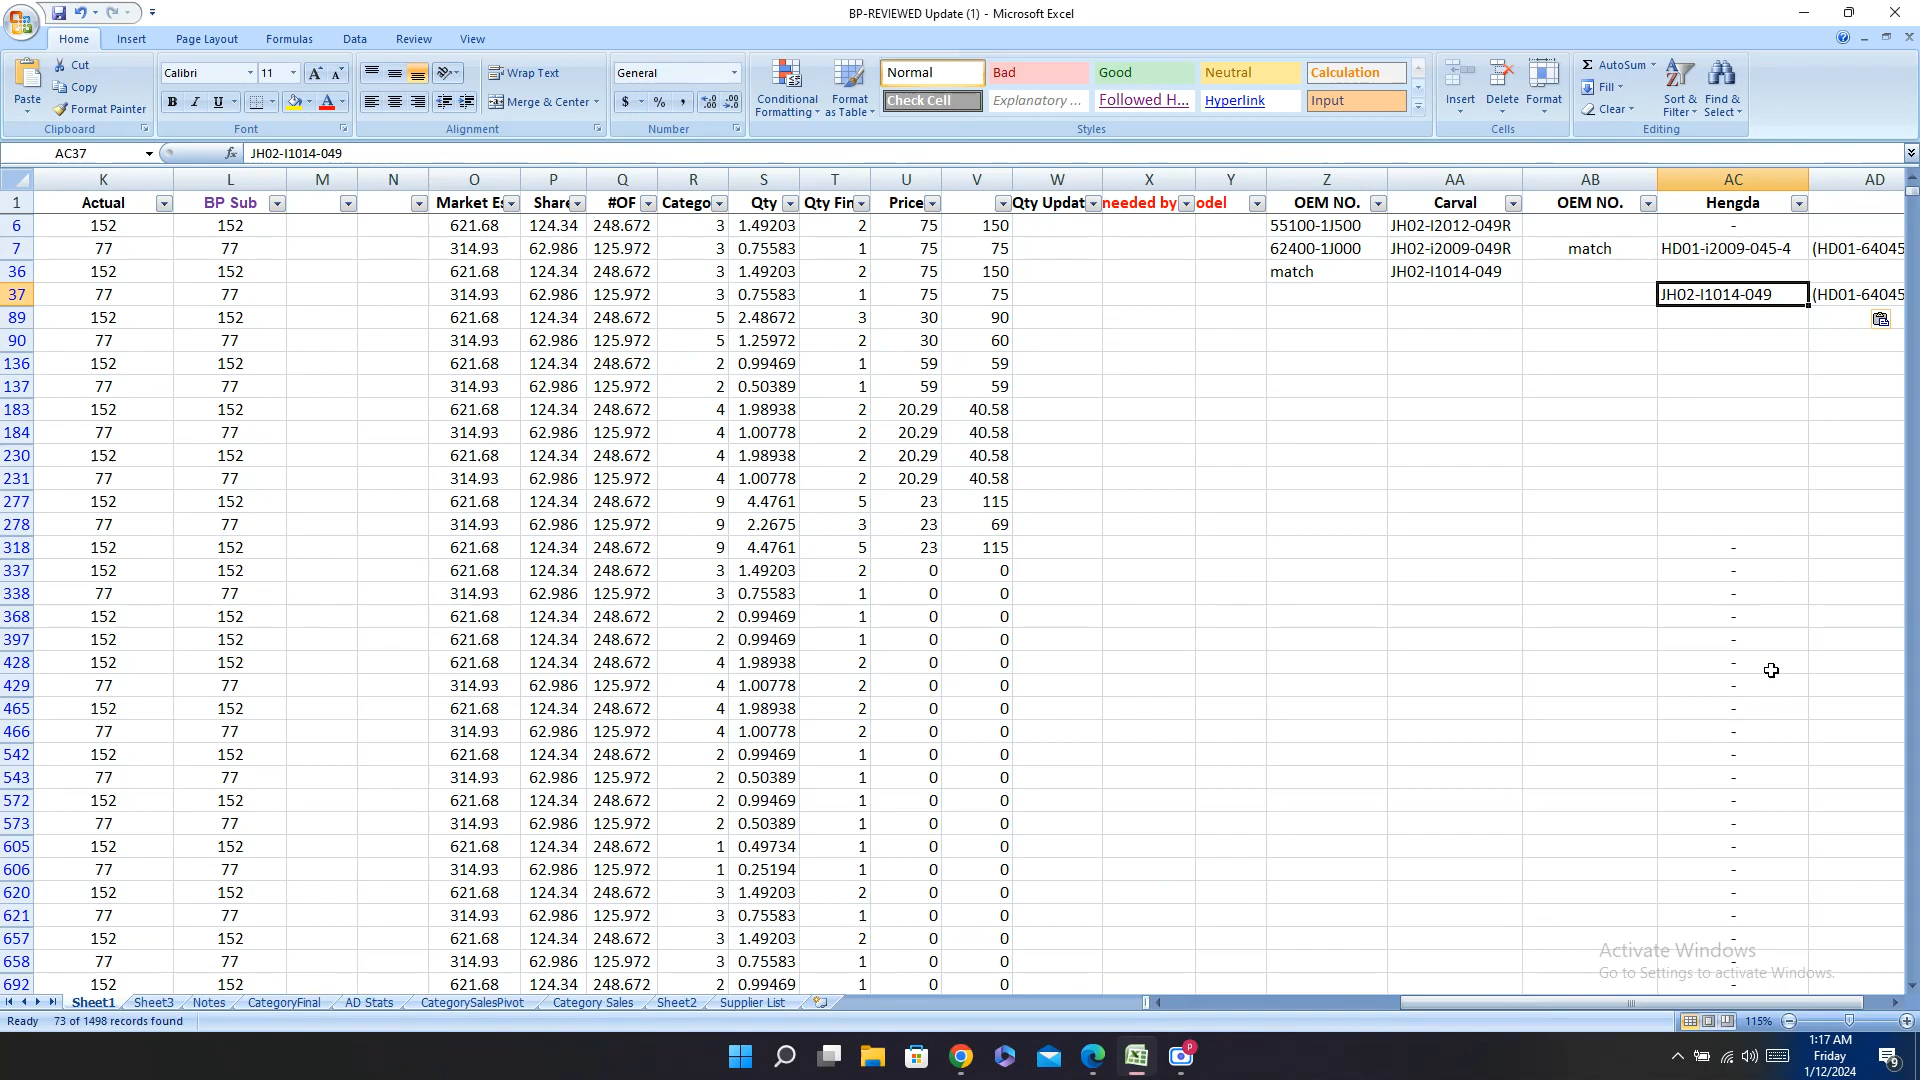 BP-REVIEWED Update (1) - Microsoft Excel
Home Insert Page Layout Formulas Data Review View
Paste Cut Copy Format Painter Clipboard
Calibri 11 B I U Font
Wrap Text Merge & Center Alignment
General $ % , Number
Conditional Formatting Format as Table
Normal Bad Good Neutral Calculation
Check Cell Explanatory ... Followed H... Hyperlink Input
Styles
Insert Delete Format Cells
AutoSum Fill Clear Sort & Filter Find & Select Editing
AC37 fx JH02-I1014-049
K L M N O P Q R S T U V W X Y Z AA AB AC AD
1 Actual BP Sub Market Es Share #OF Catego Qty Qty Fin Price Qty Updat needed by odel OEM NO. Carval OEM NO. Hengda
6 152 152 621.68 124.34 248.672 3 1.49203 2 75 150 55100-1J500 JH02-I2012-049R -
7 77 77 314.93 62.986 125.972 3 0.75583 1 75 75 62400-1J000 JH02-i2009-049R match HD01-i2009-045-4 (HD01-64045
36 152 152 621.68 124.34 248.672 3 1.49203 2 75 150 match JH02-I1014-049
37 77 77 314.93 62.986 125.972 3 0.75583 1 75 75 JH02-I1014-049 (HD01-64045
89 152 152 621.68 124.34 248.672 5 2.48672 3 30 90
90 77 77 314.93 62.986 125.972 5 1.25972 2 30 60
136 152 152 621.68 124.34 248.672 2 0.99469 1 59 59
137 77 77 314.93 62.986 125.972 2 0.50389 1 59 59
183 152 152 621.68 124.34 248.672 4 1.98938 2 20.29 40.58
184 77 77 314.93 62.986 125.972 4 1.00778 2 20.29 40.58
230 152 152 621.68 124.34 248.672 4 1.98938 2 20.29 40.58
231 77 77 314.93 62.986 125.972 4 1.00778 2 20.29 40.58
277 152 152 621.68 124.34 248.672 9 4.4761 5 23 115
278 77 77 314.93 62.986 125.972 9 2.2675 3 23 69
318 152 152 621.68 124.34 248.672 9 4.4761 5 23 115 -
337 152 152 621.68 124.34 248.672 3 1.49203 2 0 0 -
338 77 77 314.93 62.986 125.972 3 0.75583 1 0 0 -
368 152 152 621.68 124.34 248.672 2 0.99469 1 0 0 -
397 152 152 621.68 124.34 248.672 2 0.99469 1 0 0 -
428 152 152 621.68 124.34 248.672 4 1.98938 2 0 0 -
429 77 77 314.93 62.986 125.972 4 1.00778 2 0 0 -
465 152 152 621.68 124.34 248.672 4 1.98938 2 0 0 -
466 77 77 314.93 62.986 125.972 4 1.00778 2 0 0 -
542 152 152 621.68 124.34 248.672 2 0.99469 1 0 0 -
543 77 77 314.93 62.986 125.972 2 0.50389 1 0 0 -
572 152 152 621.68 124.34 248.672 2 0.99469 1 0 0 -
573 77 77 314.93 62.986 125.972 2 0.50389 1 0 0 -
605 152 152 621.68 124.34 248.672 1 0.49734 1 0 0 -
606 77 77 314.93 62.986 125.972 1 0.25194 1 0 0 -
620 152 152 621.68 124.34 248.672 3 1.49203 2 0 0 -
621 77 77 314.93 62.986 125.972 3 0.75583 1 0 0 -
657 152 152 621.68 124.34 248.672 3 1.49203 2 0 0 -
658 77 77 314.93 62.986 125.972 3 0.75583 1 0 0 -
692 152 152 621.68 124.34 248.672 2 0.99469 1 0 0 -
Activate Windows
Go to Settings to activate Windows.
Sheet1 Sheet3 Notes CategoryFinal AD Stats CategorySalesPivot Category Sales Sheet2 Supplier List
Ready 73 of 1498 records found 115%
1:17 AM
Friday
1/12/2024
9